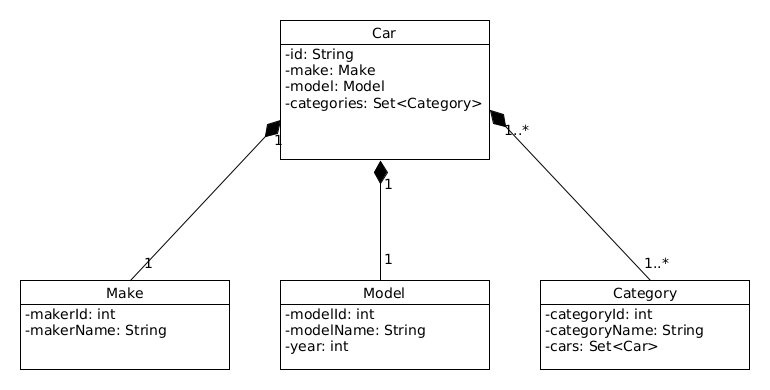 Car
-id: String
-make: Make
-model: Model
-categories: Set<Category>
1
1..*
1
1
1
1..*
Make
-makerId: int
-makerName: String
Model
-modelId: int
-modelName: String
-year: int
Category
-categoryId: int
-categoryName: String
-cars: Set<Car>